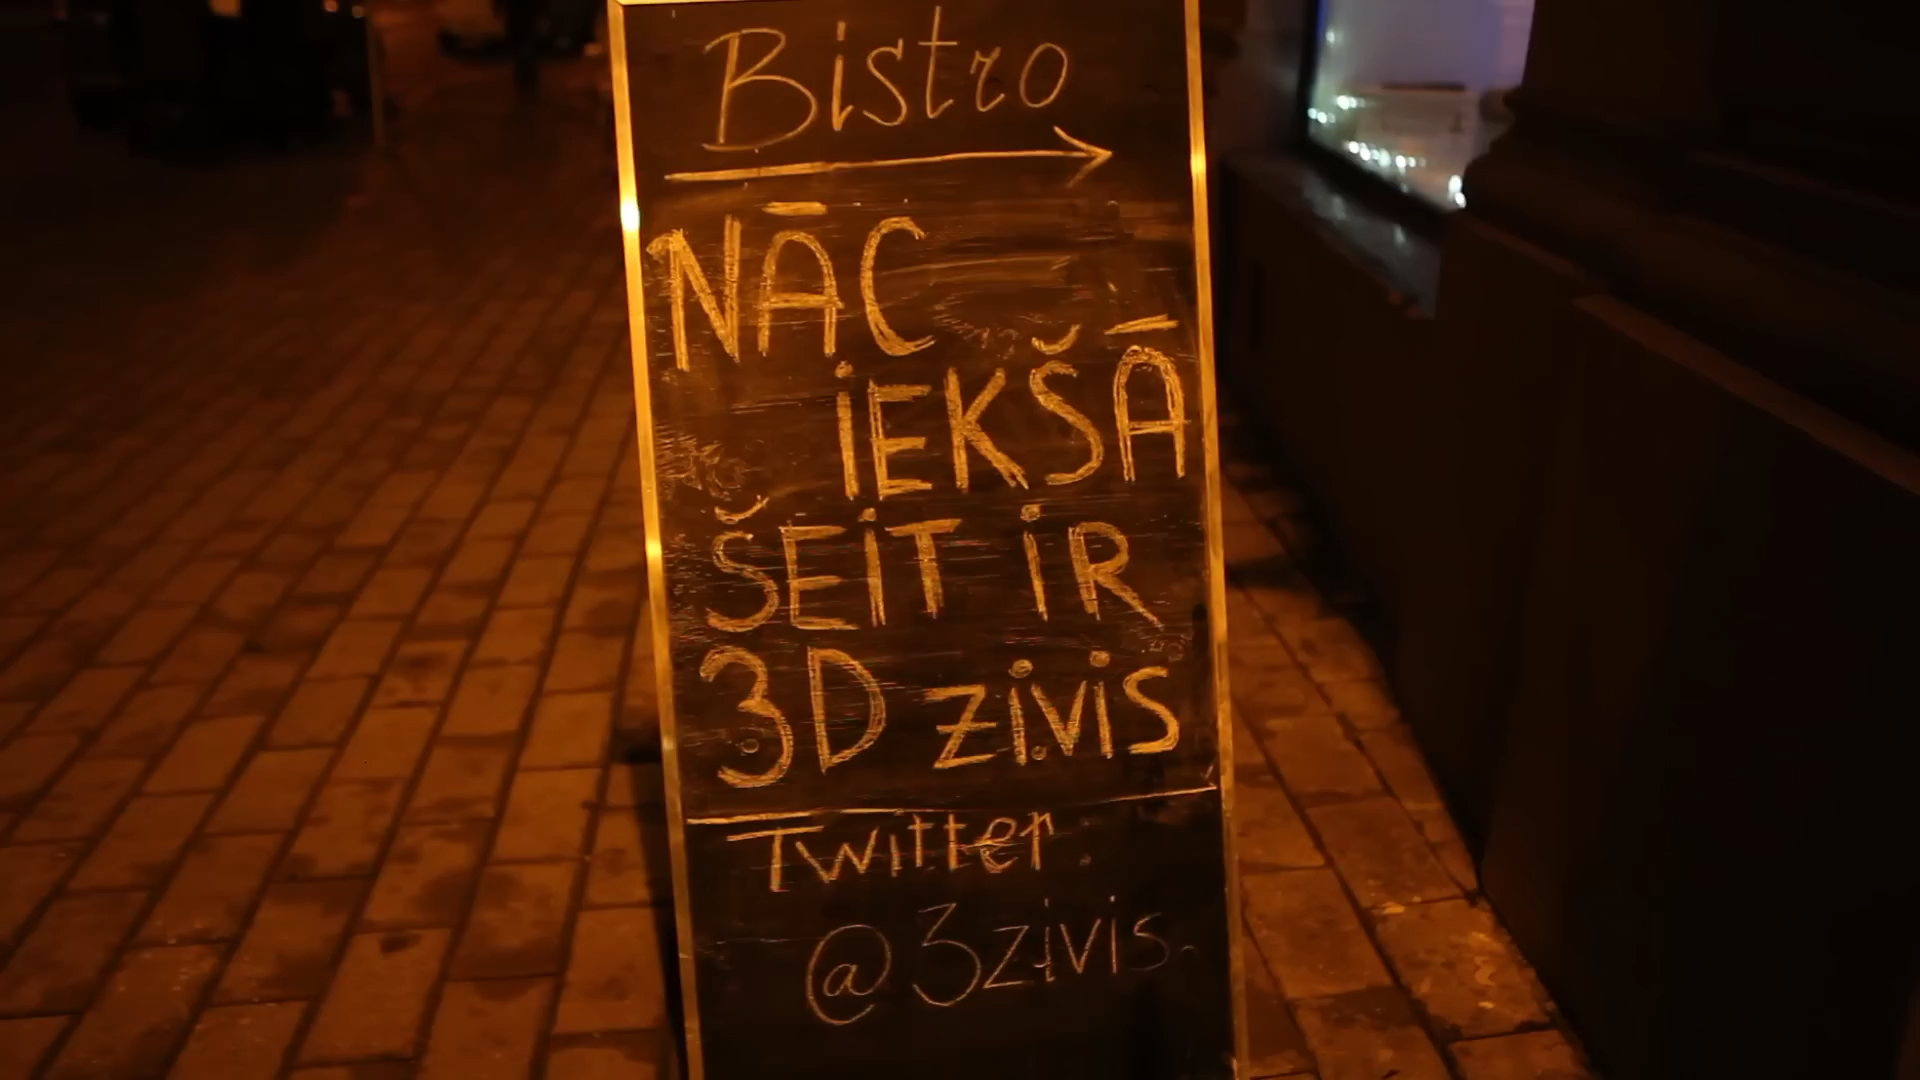 Bistro
NĀC
iEKŠĀ
ŠEiT iR
3D zivis
Twitter:
@3zivis